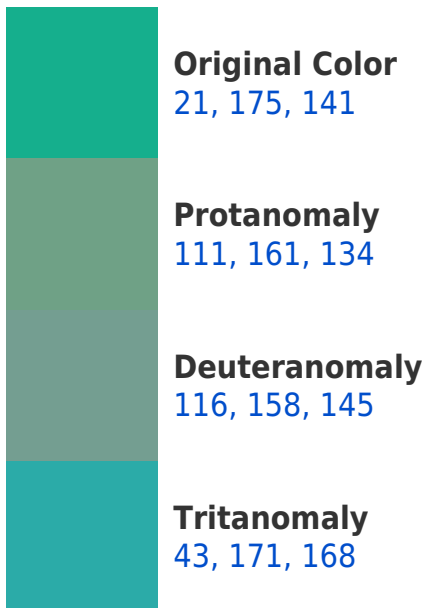 Original Color
21, 175, 141
Protanomaly
111, 161, 134
Deuteranomaly
116, 158, 145
Tritanomaly
43, 171, 168